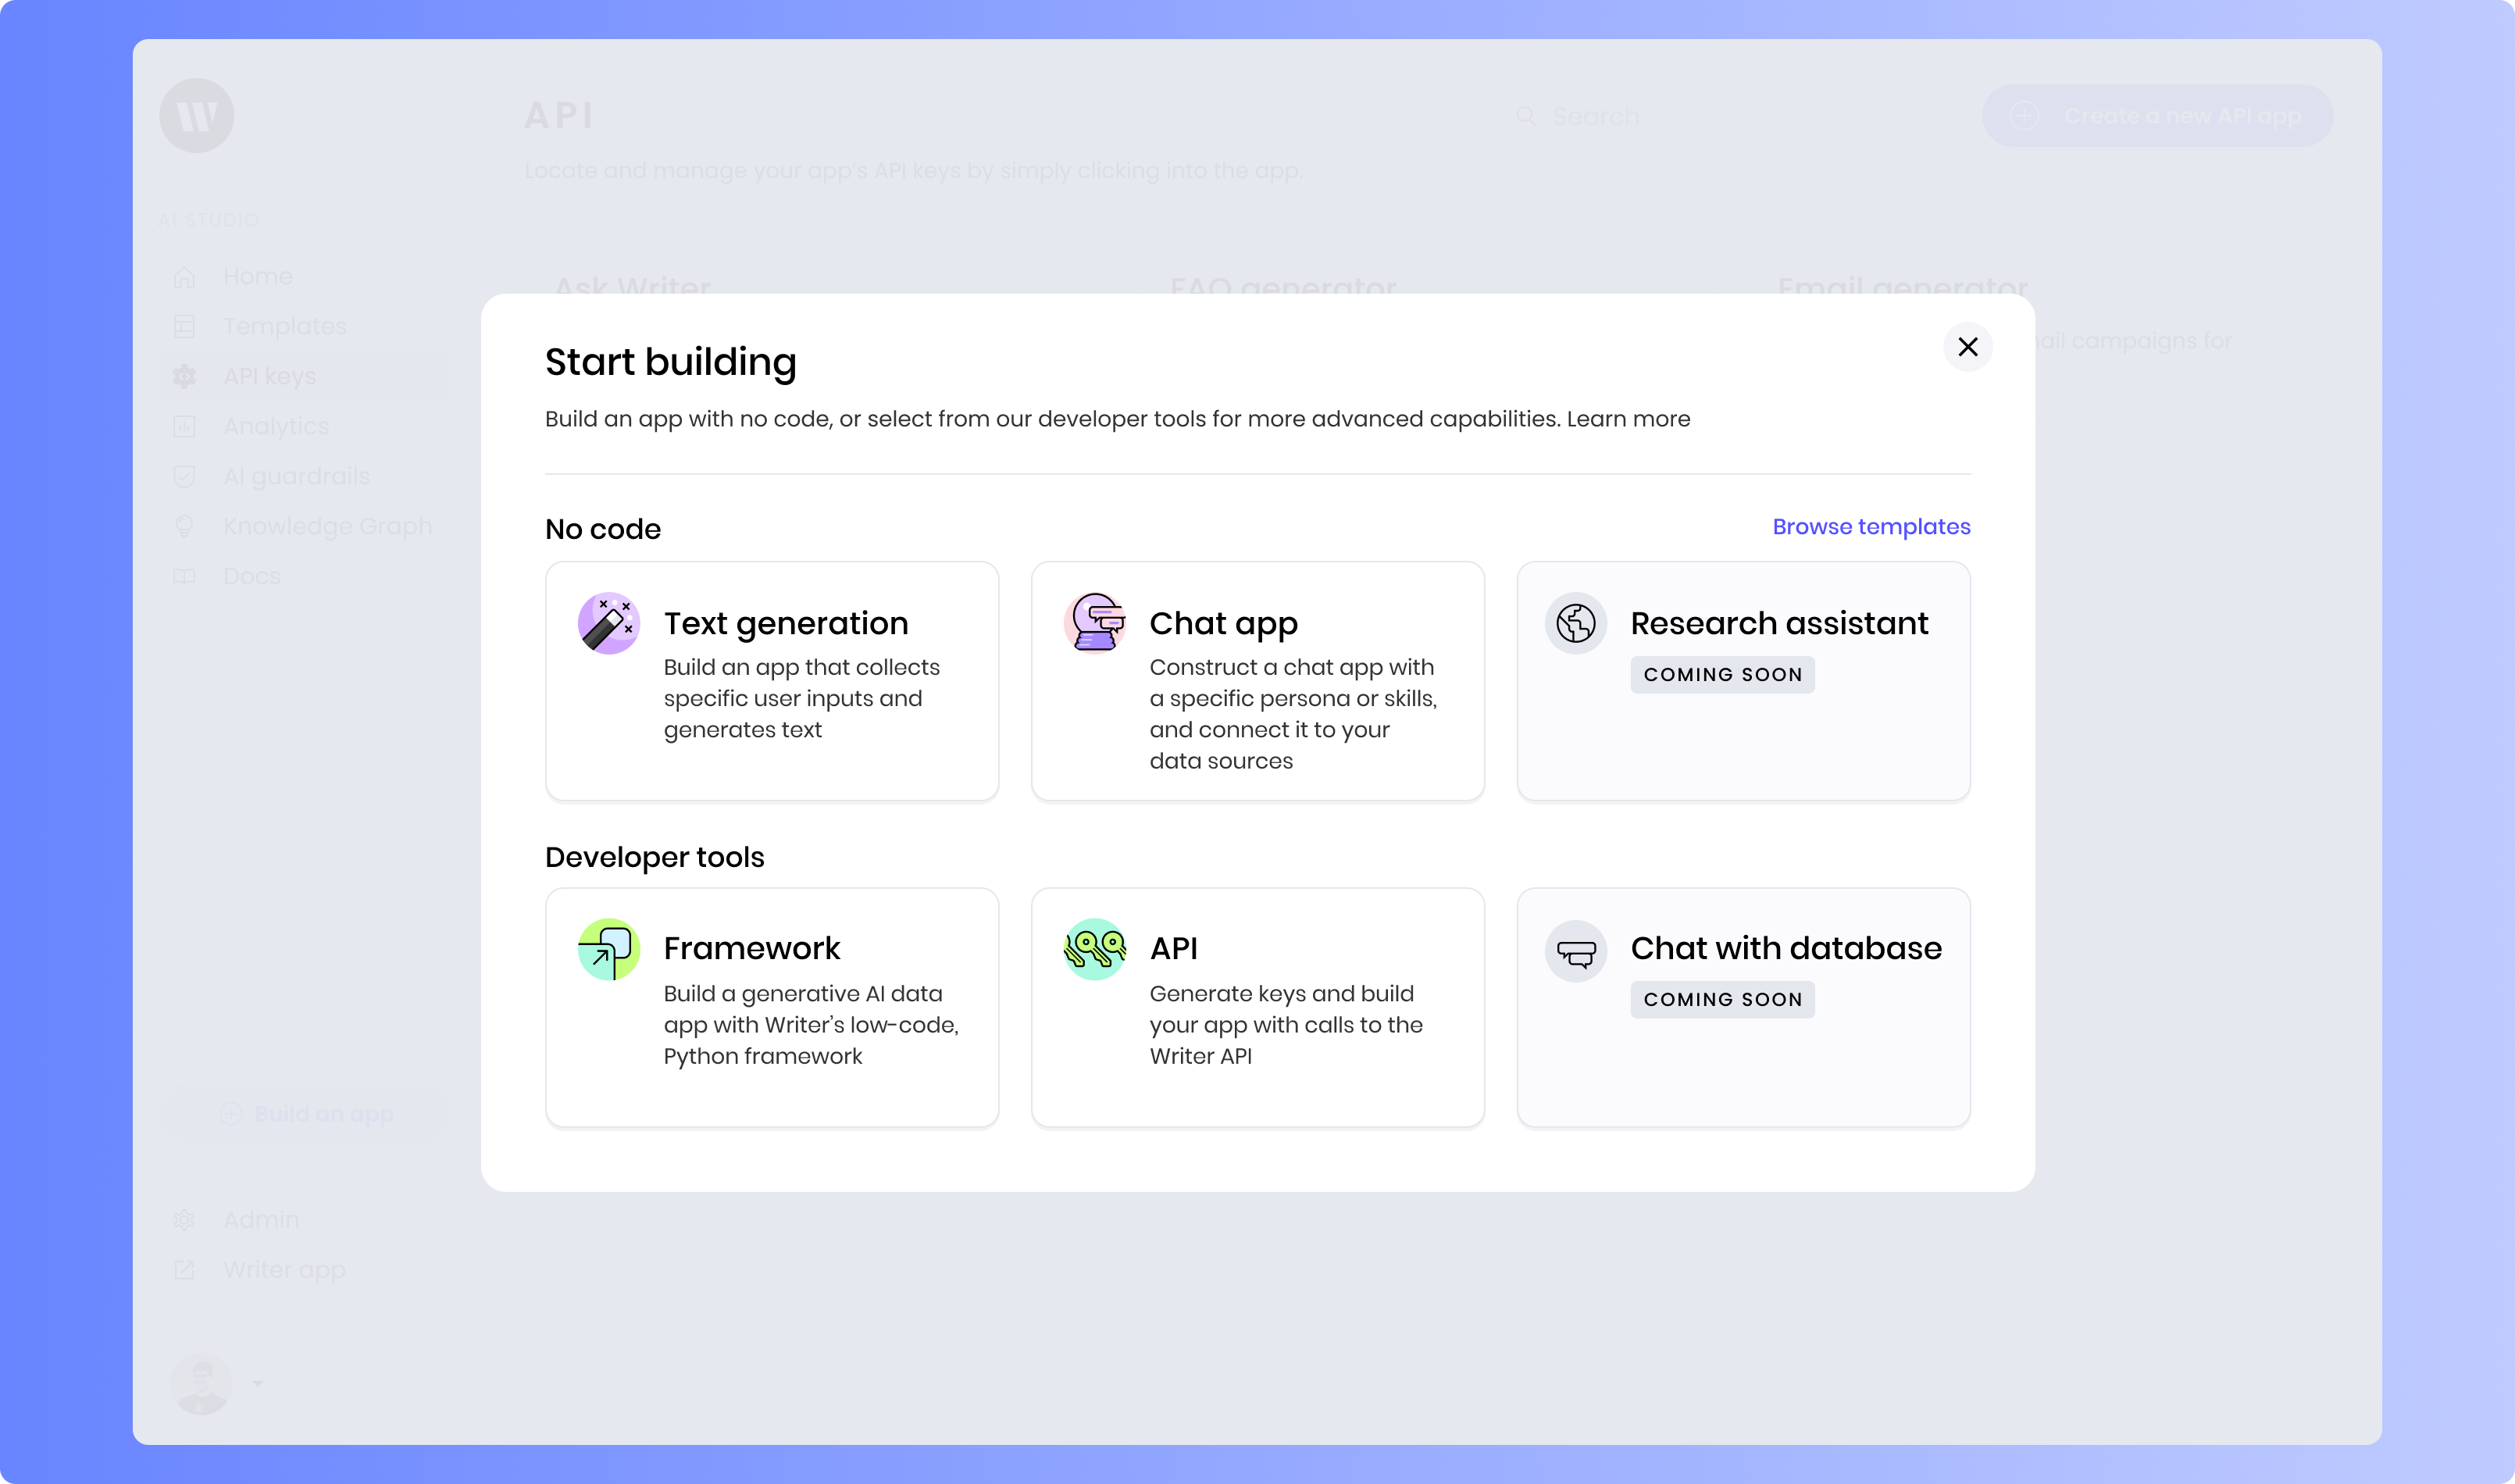 API
Search
Create a new API app
Locate and manage your app's API keys by simply clicking into the app.
AI STUDIO
Home
Templates
API keys
Analytics
AI guardrails
Knowledge Graph
Docs
Build an app
Admin
Writer app
Ask Writer
FAQ generator
Email generator
campaigns for
Start building
Build an app with no code, or select from our developer tools for more advanced capabilities. Learn more
No code
Browse templates
Text generation
Build an app that collects
specific user inputs and
generates text
Chat app
Construct a chat app with
a specific persona or skills,
and connect it to your
data sources
Research assistant
COMING SOON
Developer tools
Framework
Build a generative AI data
app with Writer’s low-code,
Python framework
API
Generate keys and build
your app with calls to the
Writer API
Chat with database
COMING SOON